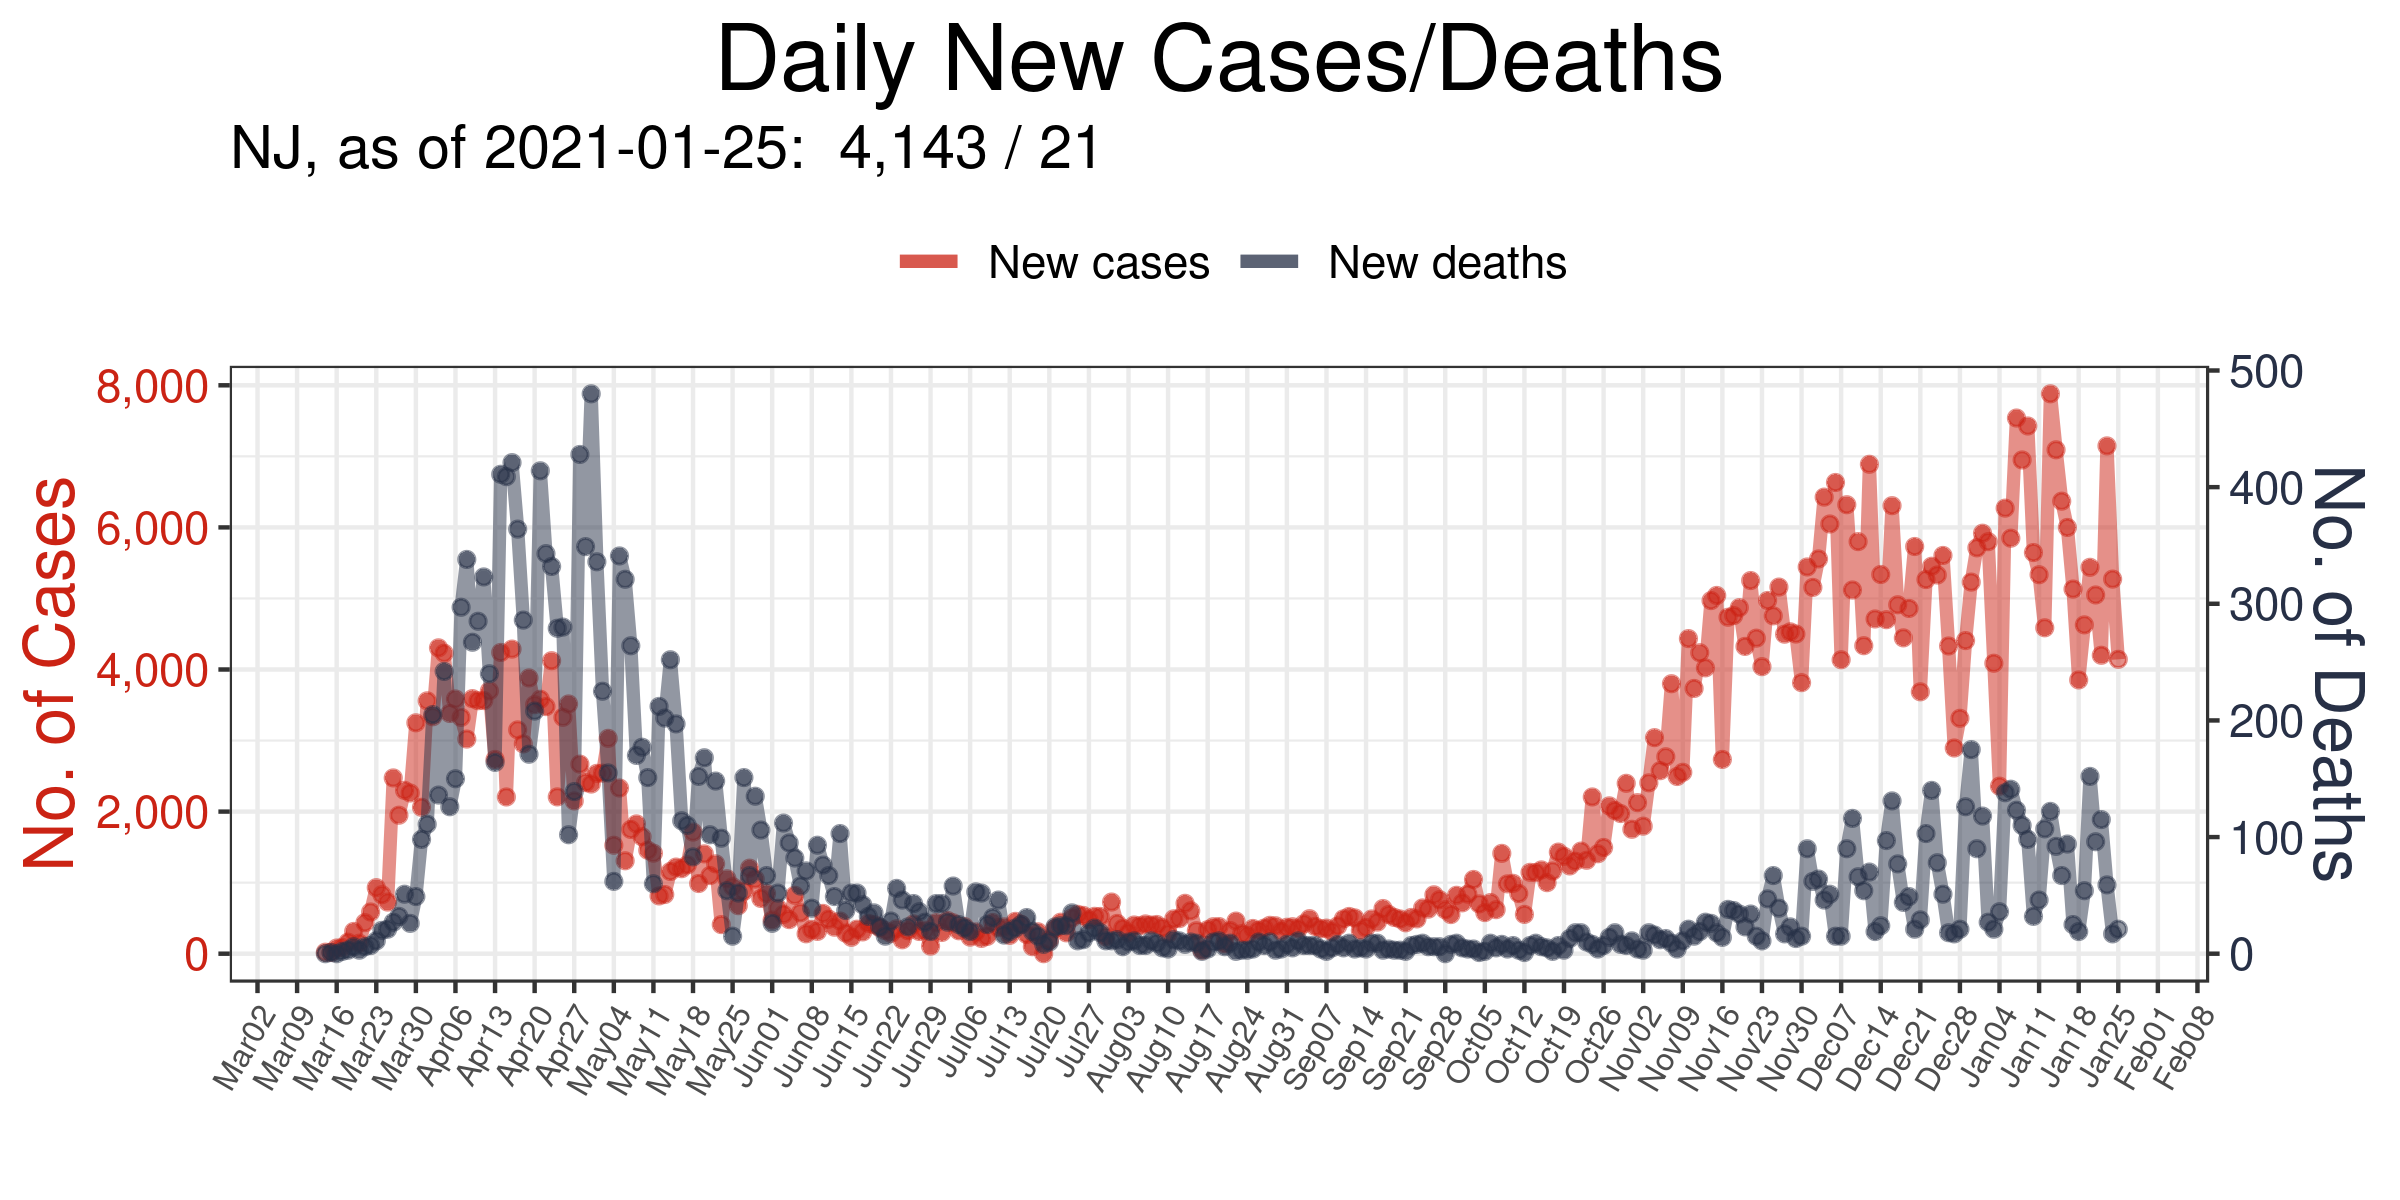 Daily New Cases/Deaths
NJ, as of 2021-01-25:  4,143 / 21
New cases
New deaths
No. of Cases
8,000
6,000
4,000
2,000
0
500
400
300
200
100
0
No. of Deaths
Mar02
Mar09
Mar16
Mar23
Mar30
Apr06
Apr13
Apr20
Apr27
May04
May11
May18
May25
Jun01
Jun08
Jun15
Jun22
Jun29
Jul06
Jul13
Jul20
Jul27
Aug03
Aug10
Aug17
Aug24
Aug31
Sep07
Sep14
Sep21
Sep28
Oct05
Oct12
Oct19
Oct26
Nov02
Nov09
Nov16
Nov23
Nov30
Dec07
Dec14
Dec21
Dec28
Jan04
Jan11
Jan18
Jan25
Feb01
Feb08